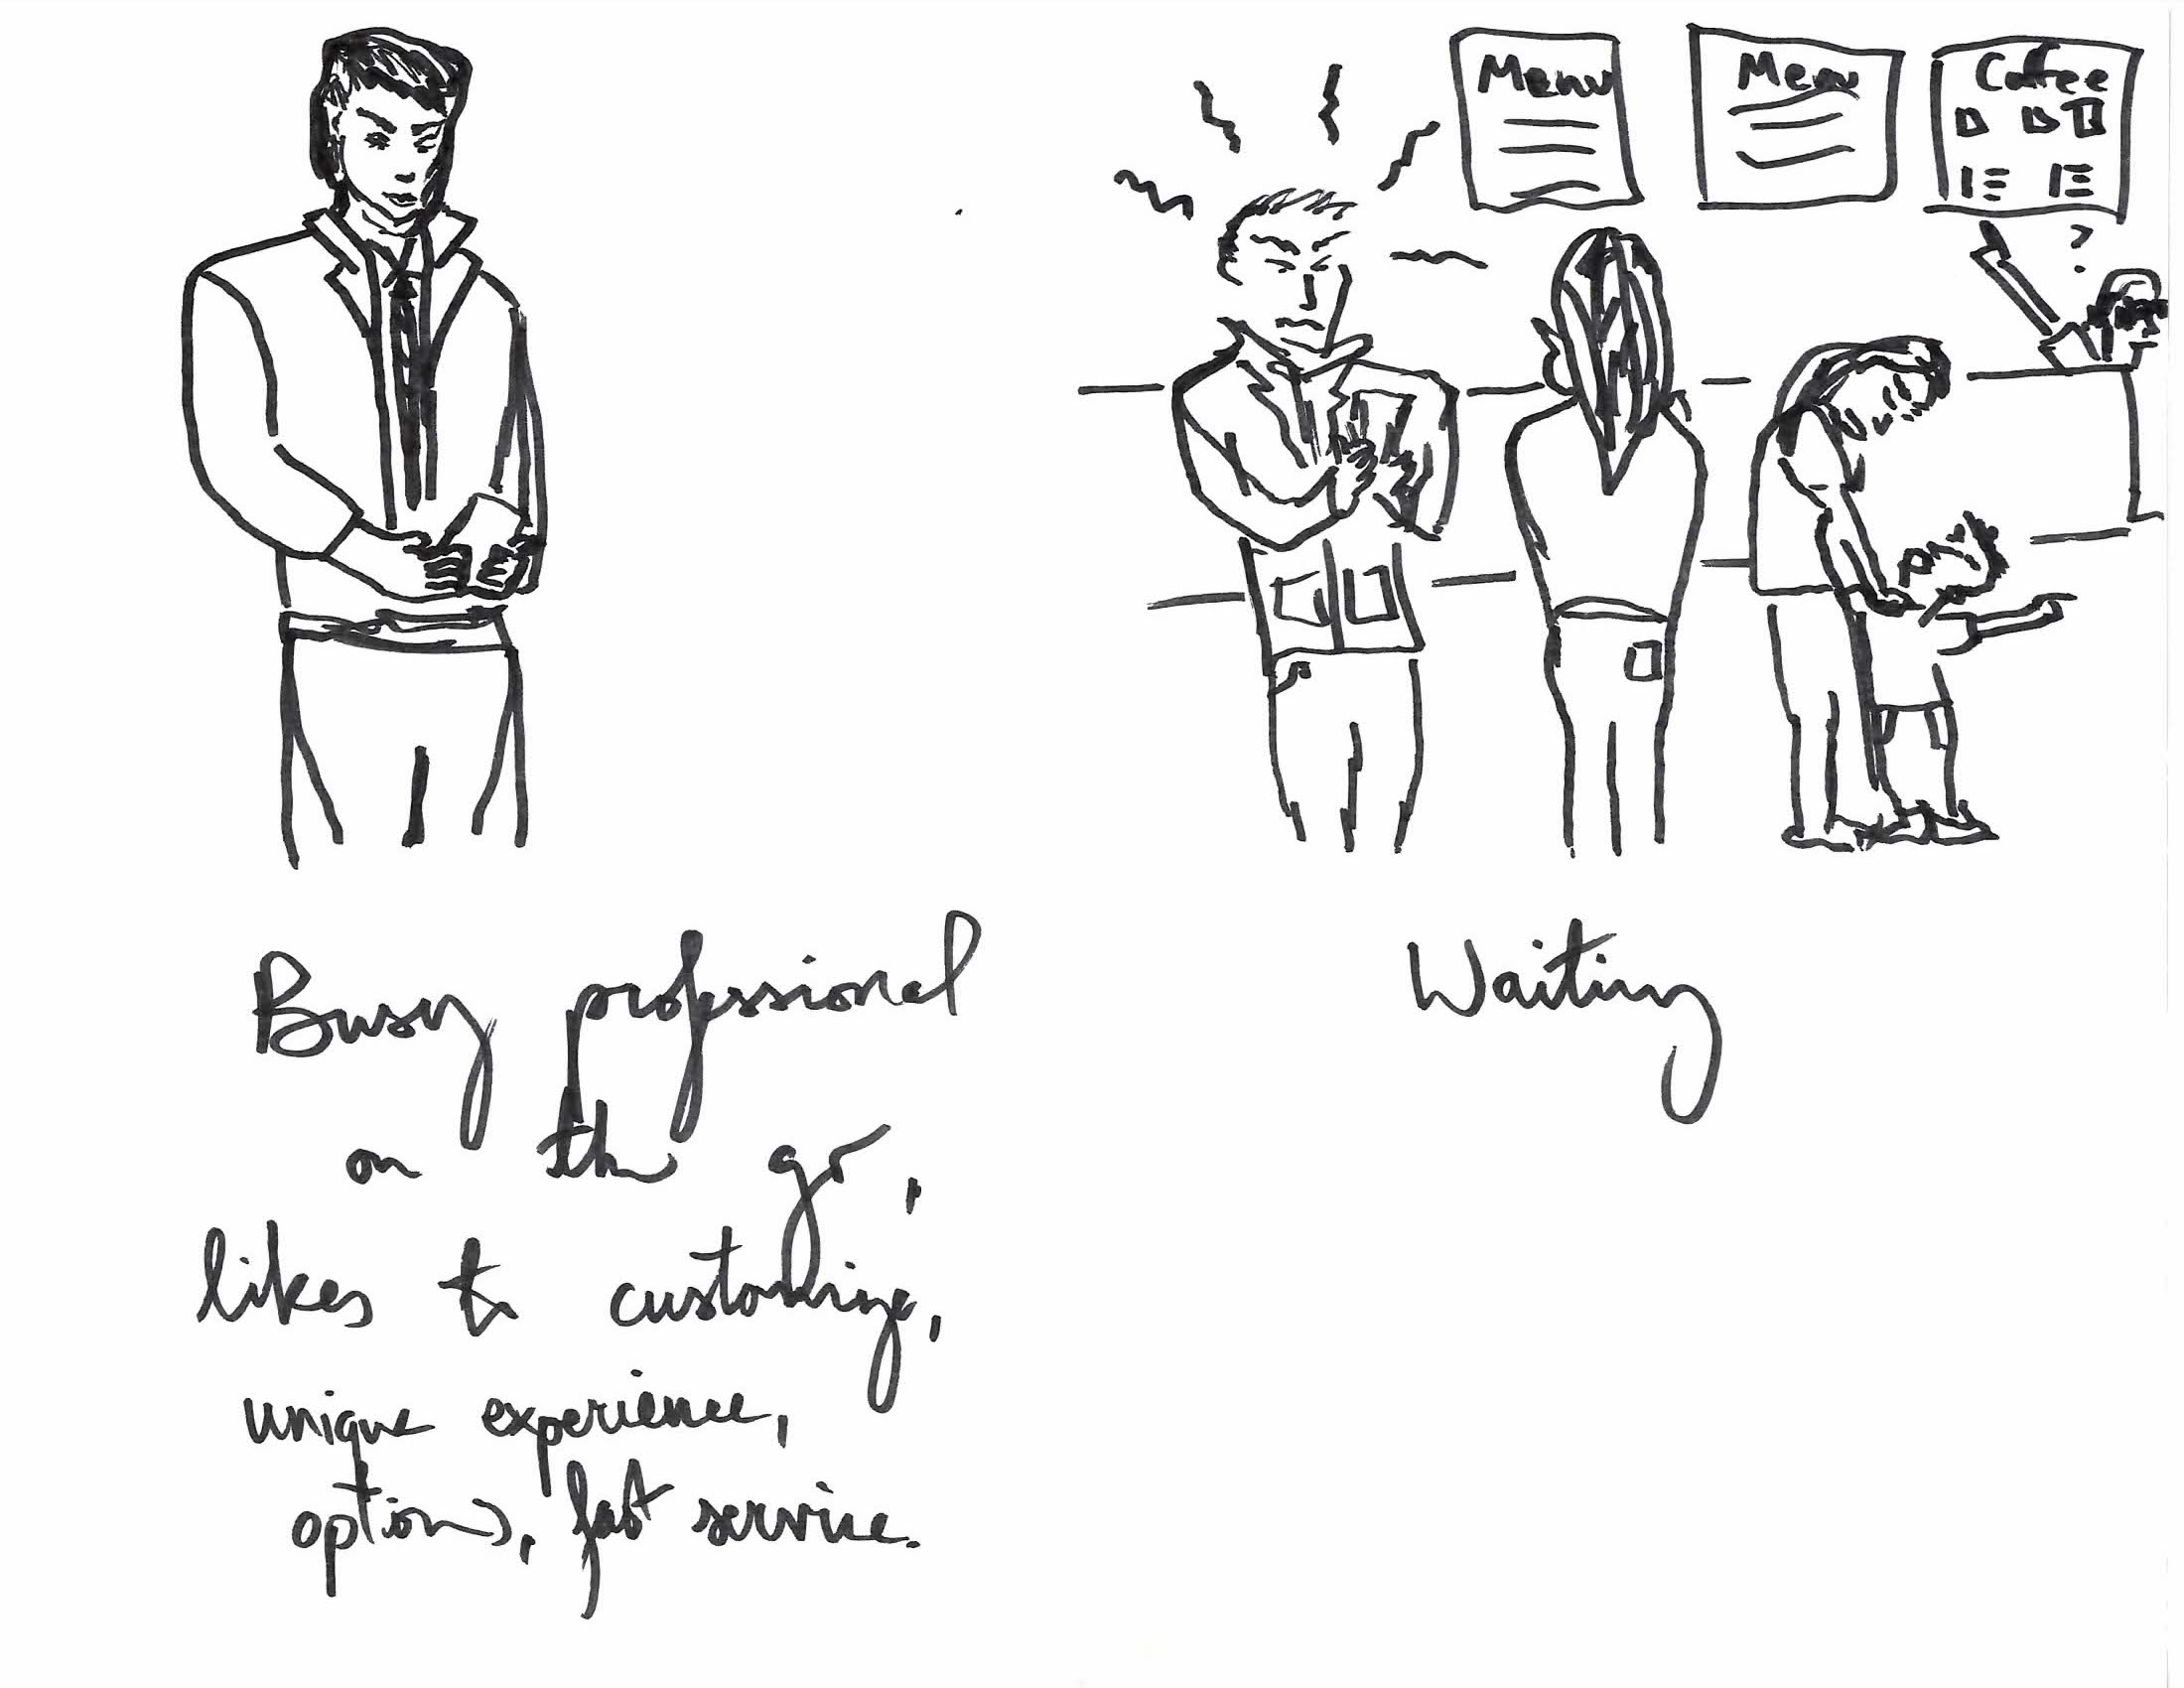 Menu
Menu
Coffee
?
Busy professional
on the go,
likes to customize,
unique experience,
options, fast service.
Waiting